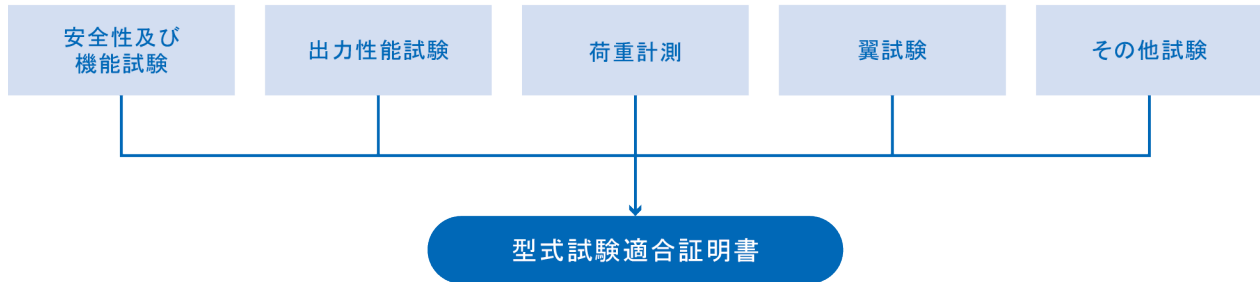 安全性及び
機能試験
出力性能試験
荷重計測
翼試験
その他試験
型式試験適合証明書